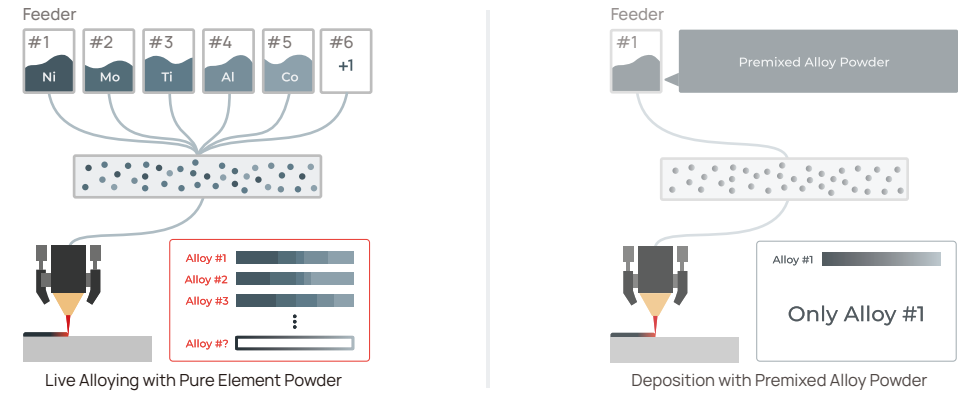 Feeder
#1 #2 #3 #4 #5 #6
+1
Ni Mo Ti Al Co
Alloy #1
Alloy #2
Alloy #3
Alloy #?
Live Alloying with Pure Element Powder
Feeder
#1
Premixed Alloy Powder
Alloy #1
Only Alloy #1
Deposition with Premixed Alloy Powder